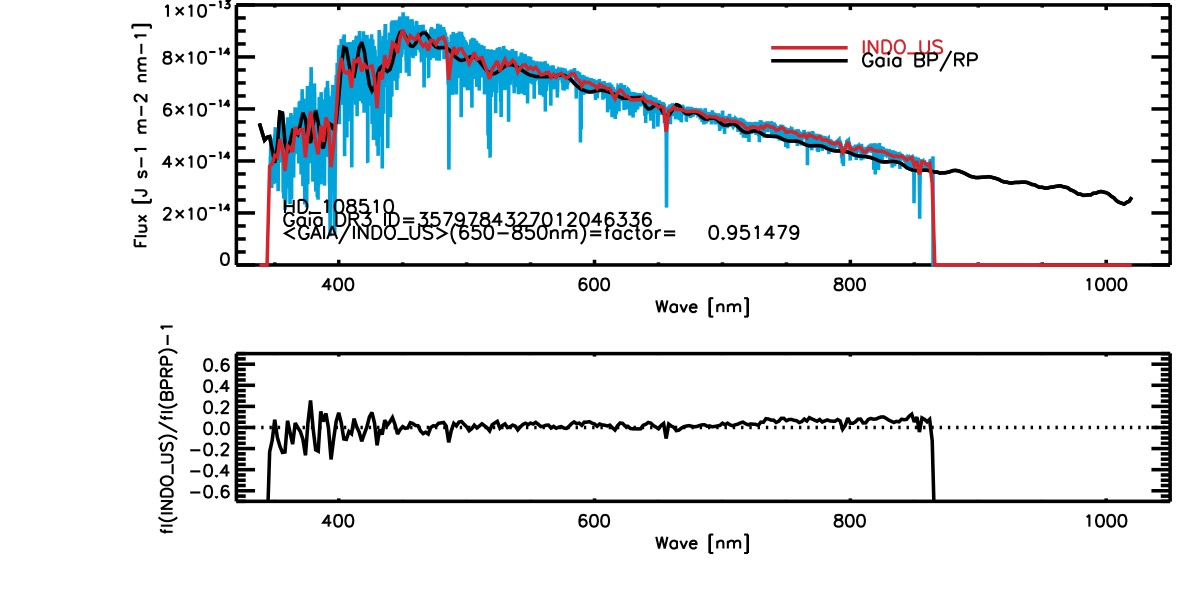 1×10−13
8×10−14
6×10−14
4×10−14
2×10−14
0
Flux [J s−1 m−2 nm−1]
INDO_US
Gaia BP/RP
HD_108510
Gaia DR3 ID=3579784327012046336
<GAIA/INDO_US>(650−850nm)=factor= 0.951479
400 600 800 1000
Wave [nm]
fl(INDO_US)/fl(BPRP)−1
0.6
0.4
0.2
0.0
−0.2
−0.4
−0.6
400 600 800 1000
Wave [nm]